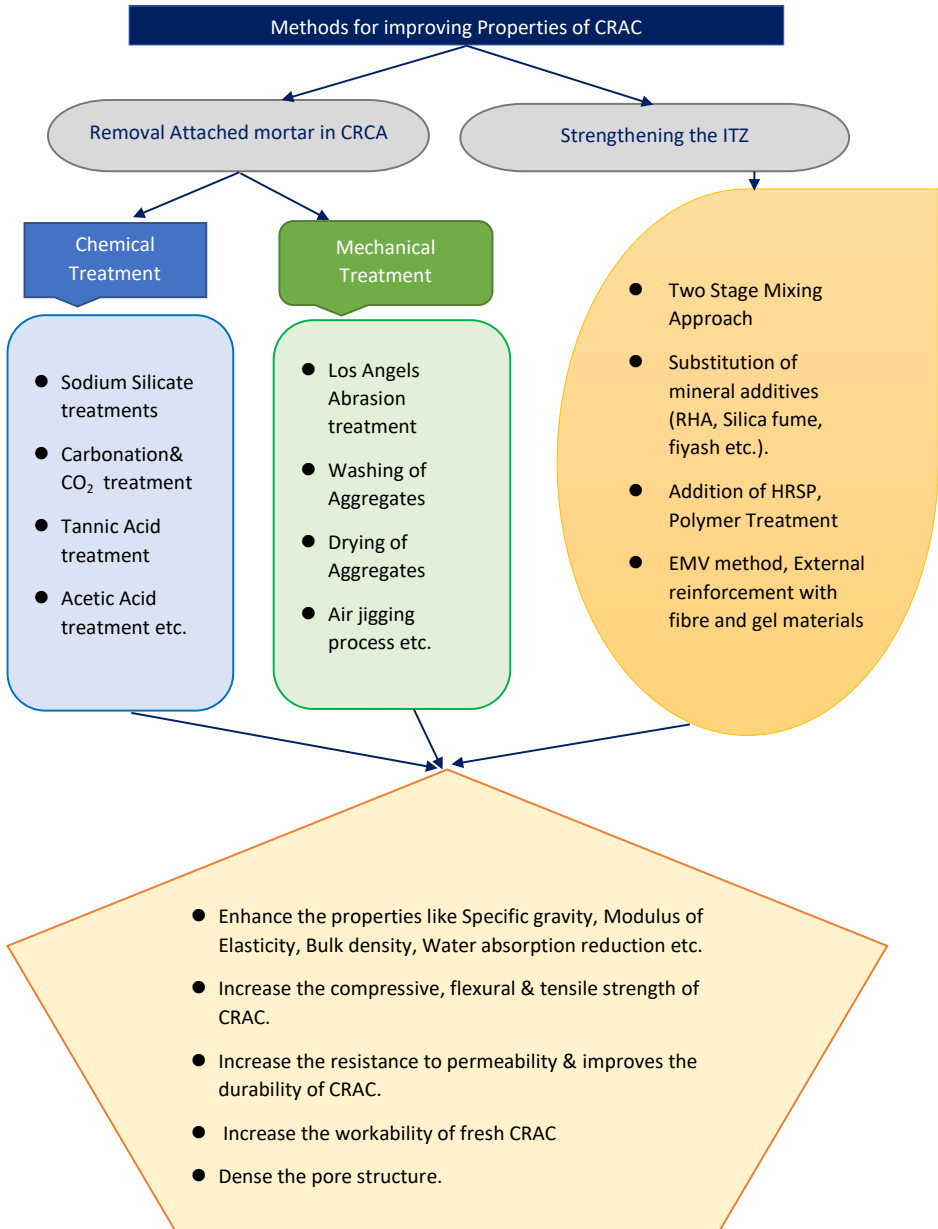 Methods for improving Properties of CRAC
Removal Attached mortar in CRCA
Strengthening the ITZ
Chemical
Treatment
Mechanical
Treatment
● Sodium Silicate
treatments
● Carbonation&
CO₂ treatment
● Tannic Acid
treatment
● Acetic Acid
treatment etc.
● Los Angels
Abrasion
treatment
● Washing of
Aggregates
● Drying of
Aggregates
● Air jigging
process etc.
● Two Stage Mixing
Approach
● Substitution of
mineral additives
(RHA, Silica fume,
fiyash etc.).
● Addition of HRSP,
Polymer Treatment
● EMV method, External
reinforcement with
fibre and gel materials
● Enhance the properties like Specific gravity, Modulus of
Elasticity, Bulk density, Water absorption reduction etc.
● Increase the compressive, flexural & tensile strength of
CRAC.
● Increase the resistance to permeability & improves the
durability of CRAC.
● Increase the workability of fresh CRAC
● Dense the pore structure.